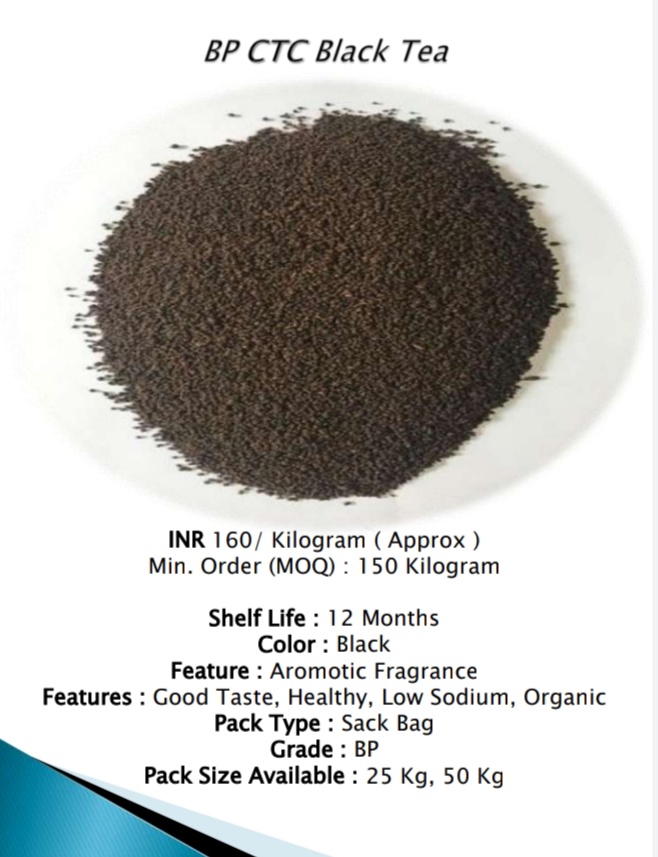 BP CTC Black Tea
INR 160/ Kilogram ( Approx )
Min. Order (MOQ) : 150 Kilogram
Shelf Life : 12 Months
Color : Black
Feature : Aromotic Fragrance
Features : Good Taste, Healthy, Low Sodium, Organic
Pack Type : Sack Bag
Grade : BP
Pack Size Available : 25 Kg, 50 Kg